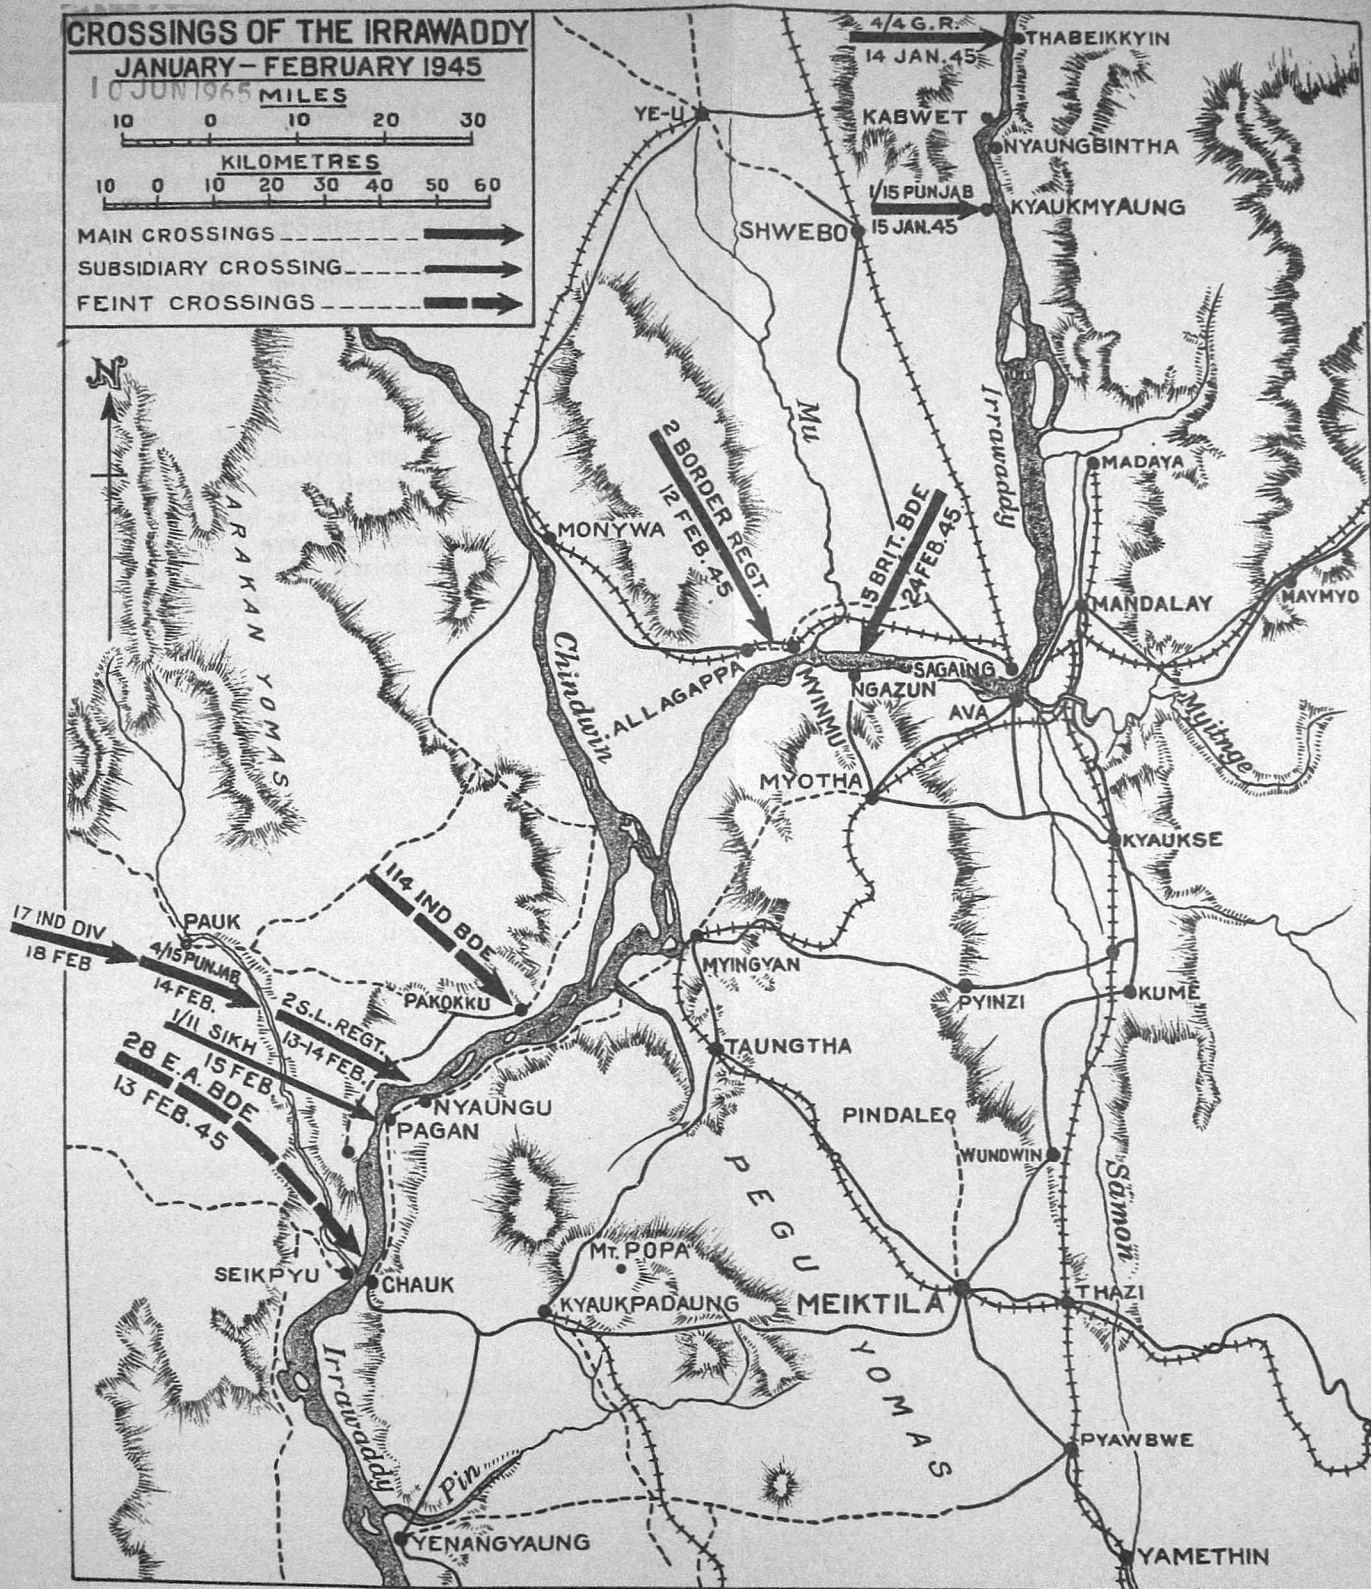 CROSSINGS OF THE IRRAWADDY
JANUARY – FEBRUARY 1945
10 JUN 1965
MILES
10 0 10 20 30
KILOMETRES
10 0 10 20 30 40 50 60
MAIN CROSSINGS
SUBSIDIARY CROSSING
FEINT CROSSINGS
N
4/4 G.R.
14 JAN. 45
THABEIKKYIN
YE-U
KABWET
NYAUNGBINTHA
1/15 PUNJAB
15 JAN. 45
KYAUKMYAUNG
SHWEBO
Mu
Irrawaddy
2 BORDER REGT.
12 FEB. 45
5 BRIT. BDE
24 FEB. 45
MADAYA
ARAKAN YOMAS
MONYWA
MANDALAY
MAYMYO
Chindwin
ALLAGAPPA
MYINMU
NGAZUN
SAGAING
AVA
Myitnge
MYOTHA
KYAUKSE
114 IND BDE
17 IND DIV
18 FEB
PAUK
4/15 PUNJAB
14 FEB.
2 S.L. REGT.
13-14 FEB.
1/11 SIKH
15 FEB.
28 E.A. BDE
13 FEB. 45
PAKOKKU
MYINGYAN
PYINZI
KUME
TAUNGTHA
NYAUNGU
PAGAN
PINDALE
WUNDWIN
Samon
PEGU YOMAS
Mt. POPA
SEIKPYU
CHAUK
KYAUKPADAUNG
MEIKTILA
THAZI
Irrawaddy
Pin
PYAWBWE
YENANGYAUNG
YAMETHIN